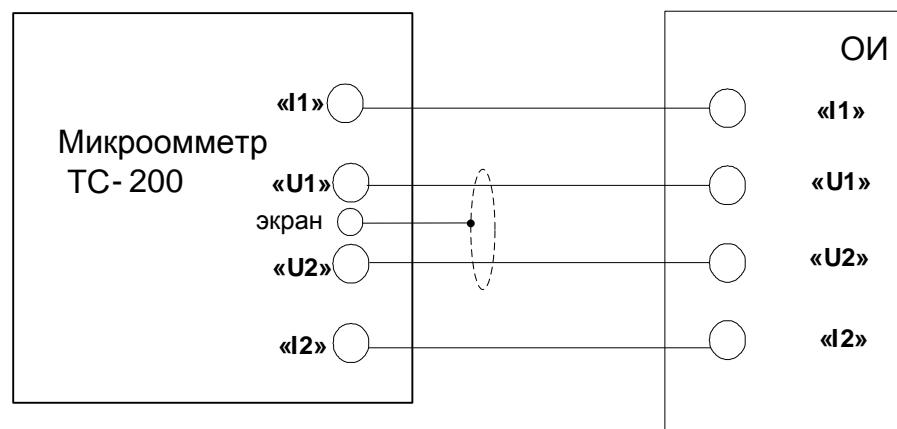 ОИ
«I1»
«I1»
Микроомметр
ТС- 200
«U1»
«U1»
экран
«U2»
«U2»
«I2»
«I2»